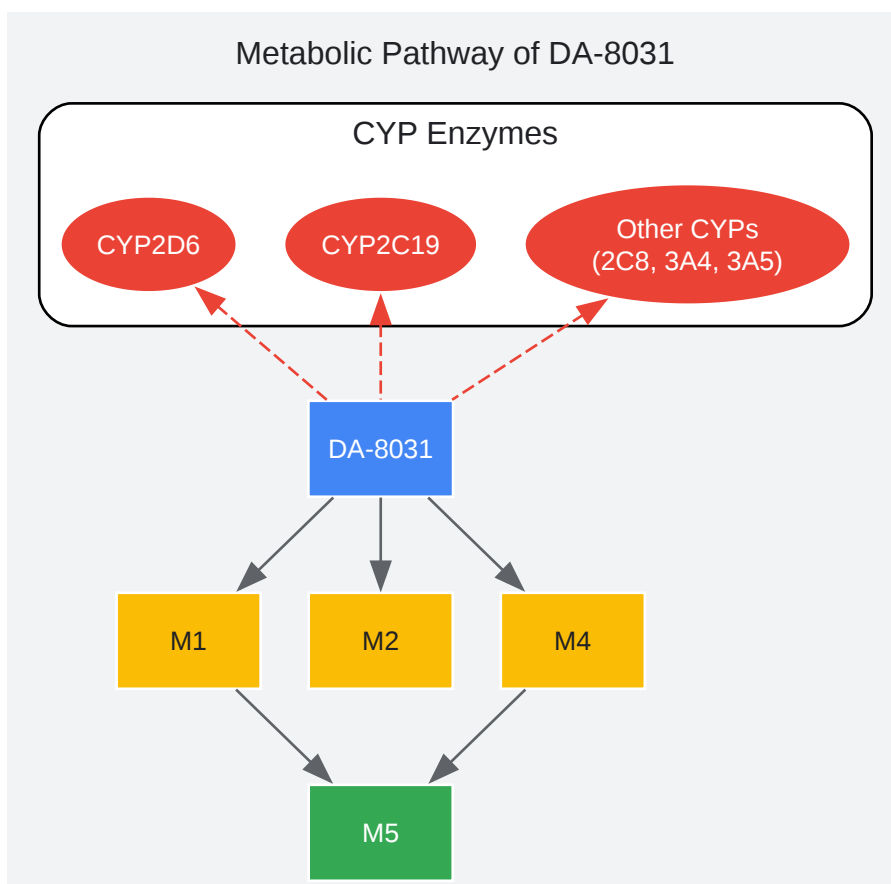 Metabolic Pathway of DA-8031
CYP Enzymes
CYP2D6
CYP2C19
Other CYPs
(2C8, 3A4, 3A5)
DA-8031
M1
M2
M4
M5